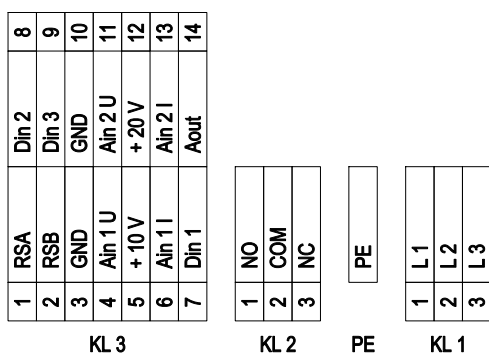 8 9 10 11 12 13 14
Din 2 Din 3 GND Ain 2 U + 20 V Ain 2 I Aout
RSA RSB GND Ain 1 U + 10 V Ain 1 I Din 1
1 2 3 4 5 6 7
KL 3
NO COM NC
1 2 3
KL 2
PE
PE
L 1 L 2 L 3
1 2 3
KL 1